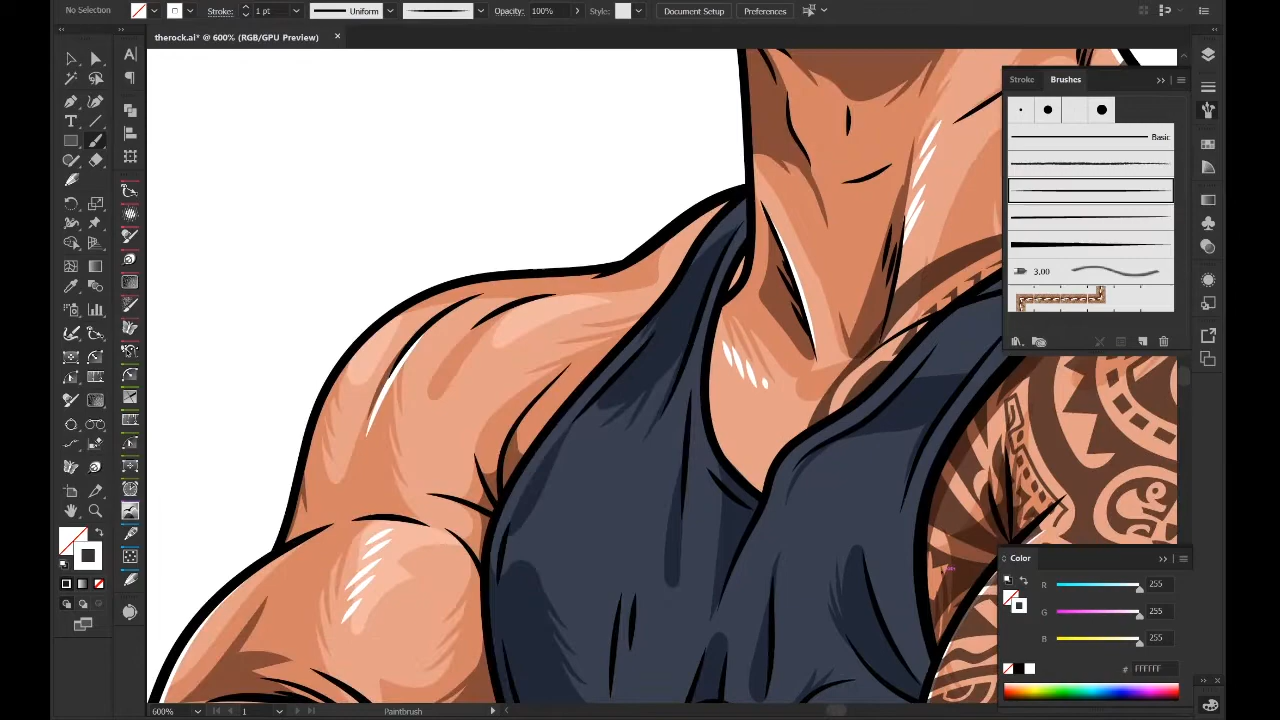 No Selection
Stroke:
1 pt
Uniform
Opacity:
100%
Style:
Document Setup
Preferences
therock.ai* @ 600% (RGB/GPU Preview)
Stroke
Brushes
Basic
3.00
Color
R
255
G
255
B
255
#
FFFFFF
600%
1
Paintbrush